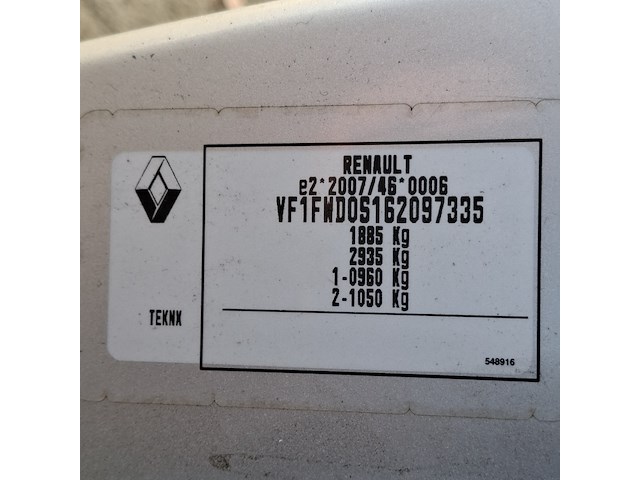 RENAULT
e2*2007/46*0006
VF1FWD0S162097335
1885 Kg
2935 Kg
1-0960 Kg
2-1050 Kg
TEKNX
548916